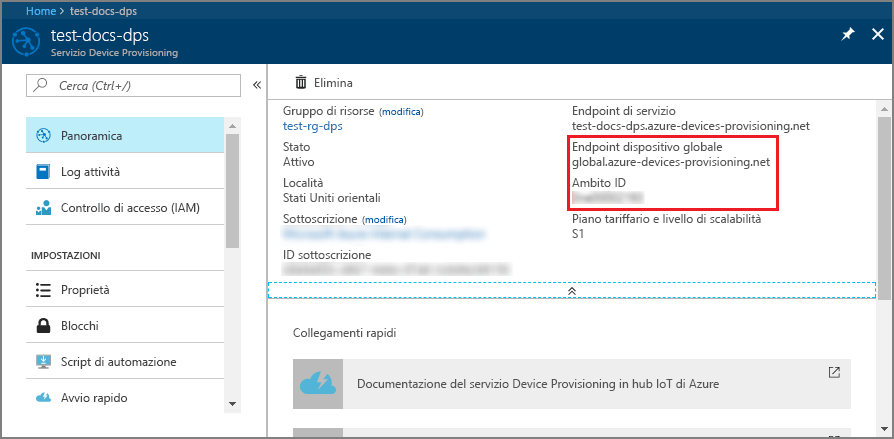 Home > test-docs-dps
test-docs-dps
Servizio Device Provisioning
Cerca (Ctrl+/)
Panoramica
Log attività
Controllo di accesso (IAM)
IMPOSTAZIONI
Proprietà
Blocchi
Script di automazione
Avvio rapido
Elimina
Gruppo di risorse (modifica)
test-rg-dps
Stato
Attivo
Località
Stati Uniti orientali
Sottoscrizione (modifica)
ID sottoscrizione
Endpoint di servizio
test-docs-dps.azure-devices-provisioning.net
Endpoint dispositivo globale
global.azure-devices-provisioning.net
Ambito ID
Piano tariffario e livello di scalabilità
S1
Collegamenti rapidi
Documentazione del servizio Device Provisioning in hub IoT di Azure